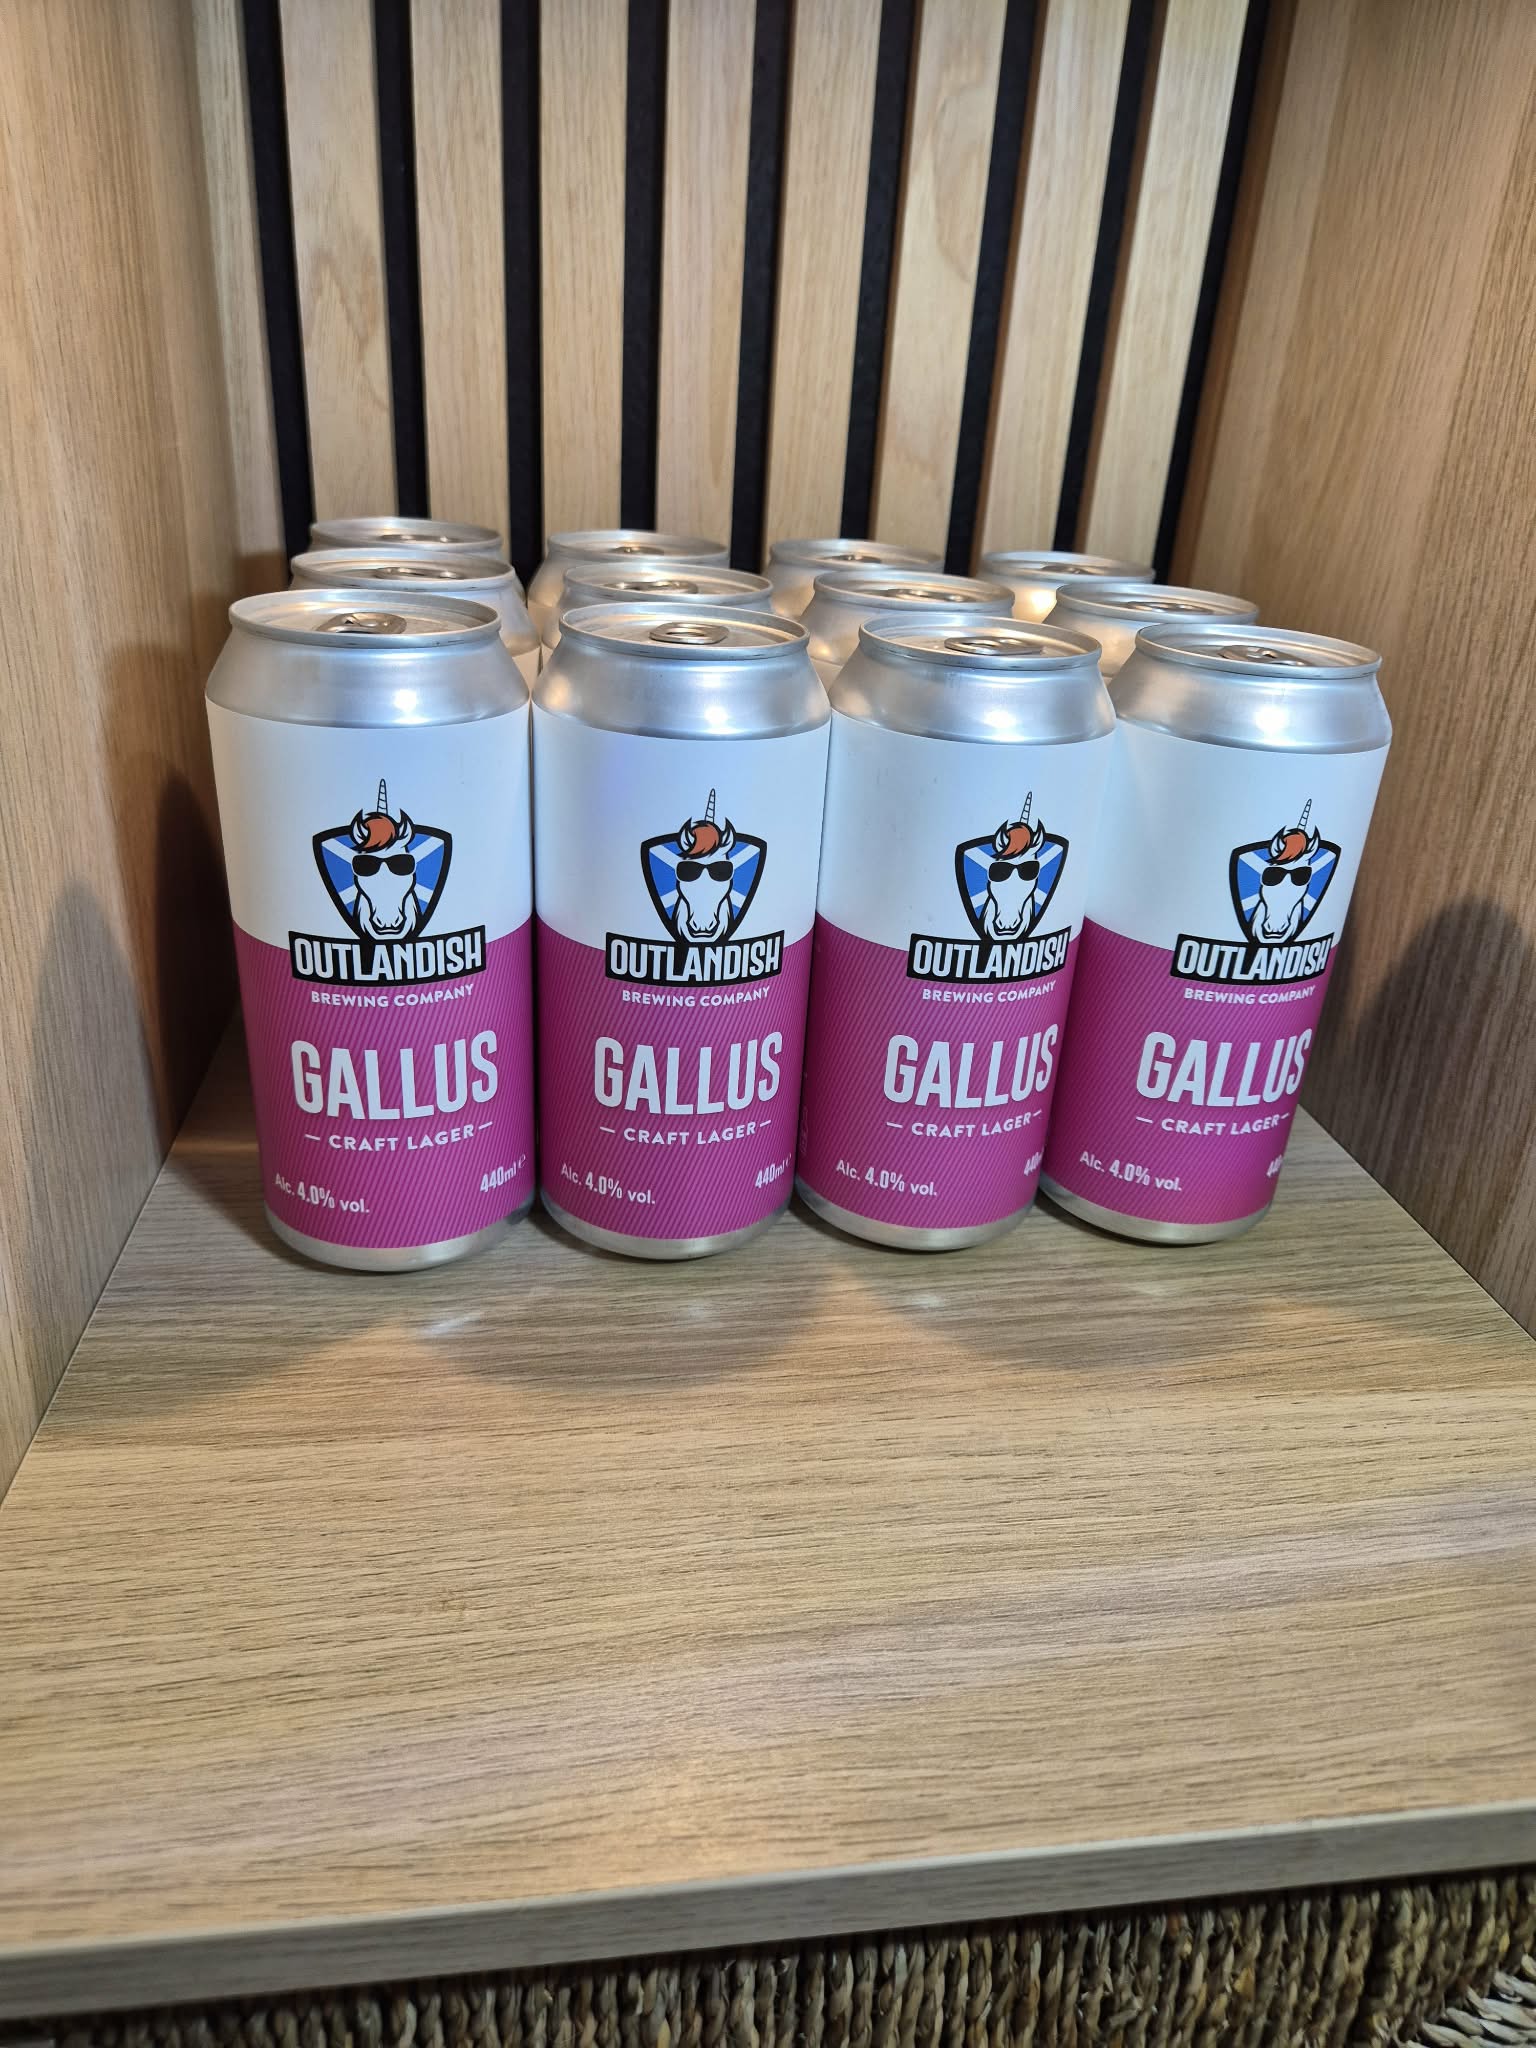 OUTLANDISH
BREWING COMPANY
GALLUS
— CRAFT LAGER —
Alc. 4.0% vol.
440ml e
OUTLANDISH
BREWING COMPANY
GALLUS
— CRAFT LAGER —
Alc. 4.0% vol.
440ml e
OUTLANDISH
BREWING COMPANY
GALLUS
— CRAFT LAGER —
Alc. 4.0% vol.
OUTLANDISH
BREWING COMPANY
GALLUS
— CRAFT LAGER —
Alc. 4.0% vol.